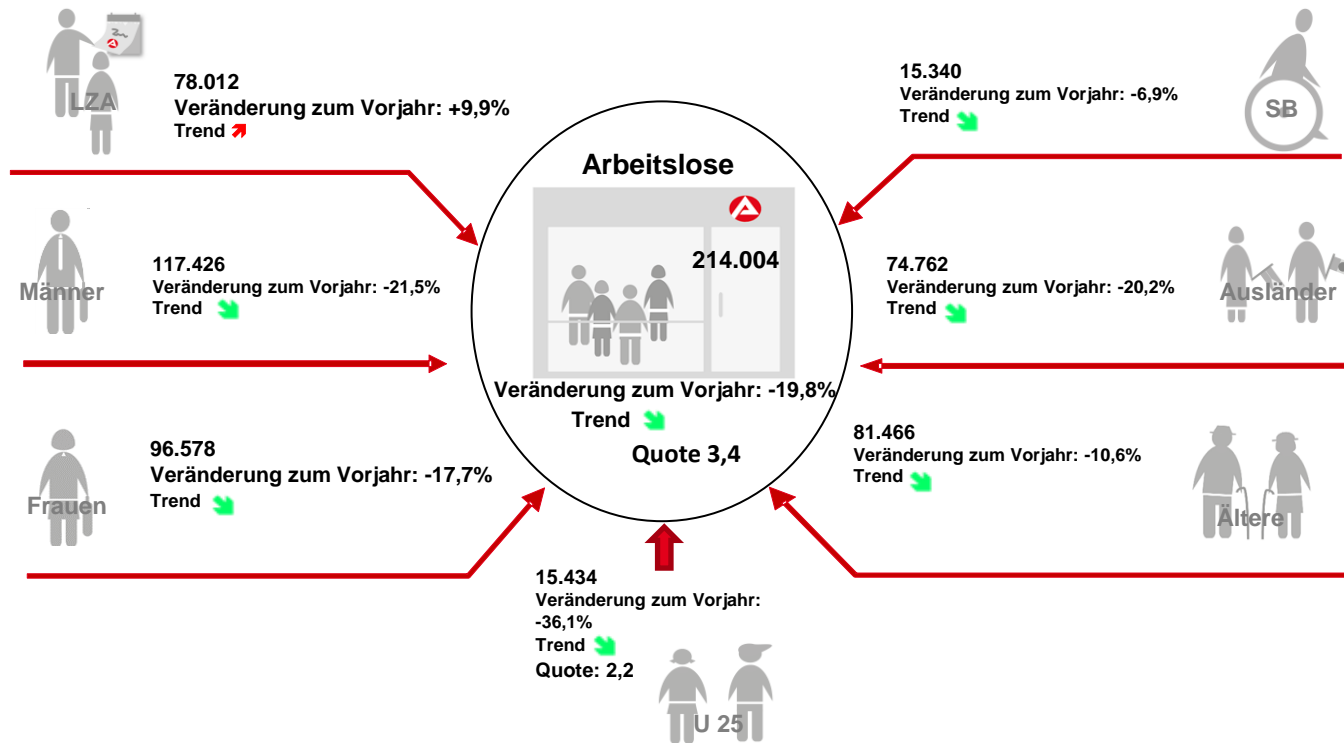 LZA
78.012
Veränderung zum Vorjahr: +9,9%
Trend
15.340
Veränderung zum Vorjahr: -6,9%
Trend
SB
Männer
117.426
Veränderung zum Vorjahr: -21,5%
Trend
Arbeitslose
214.004
Veränderung zum Vorjahr: -19,8%
Trend
Quote 3,4
74.762
Veränderung zum Vorjahr: -20,2%
Trend
Ausländer
Frauen
96.578
Veränderung zum Vorjahr: -17,7%
Trend
81.466
Veränderung zum Vorjahr: -10,6%
Trend
Ältere
15.434
Veränderung zum Vorjahr:
-36,1%
Trend
Quote: 2,2
U 25